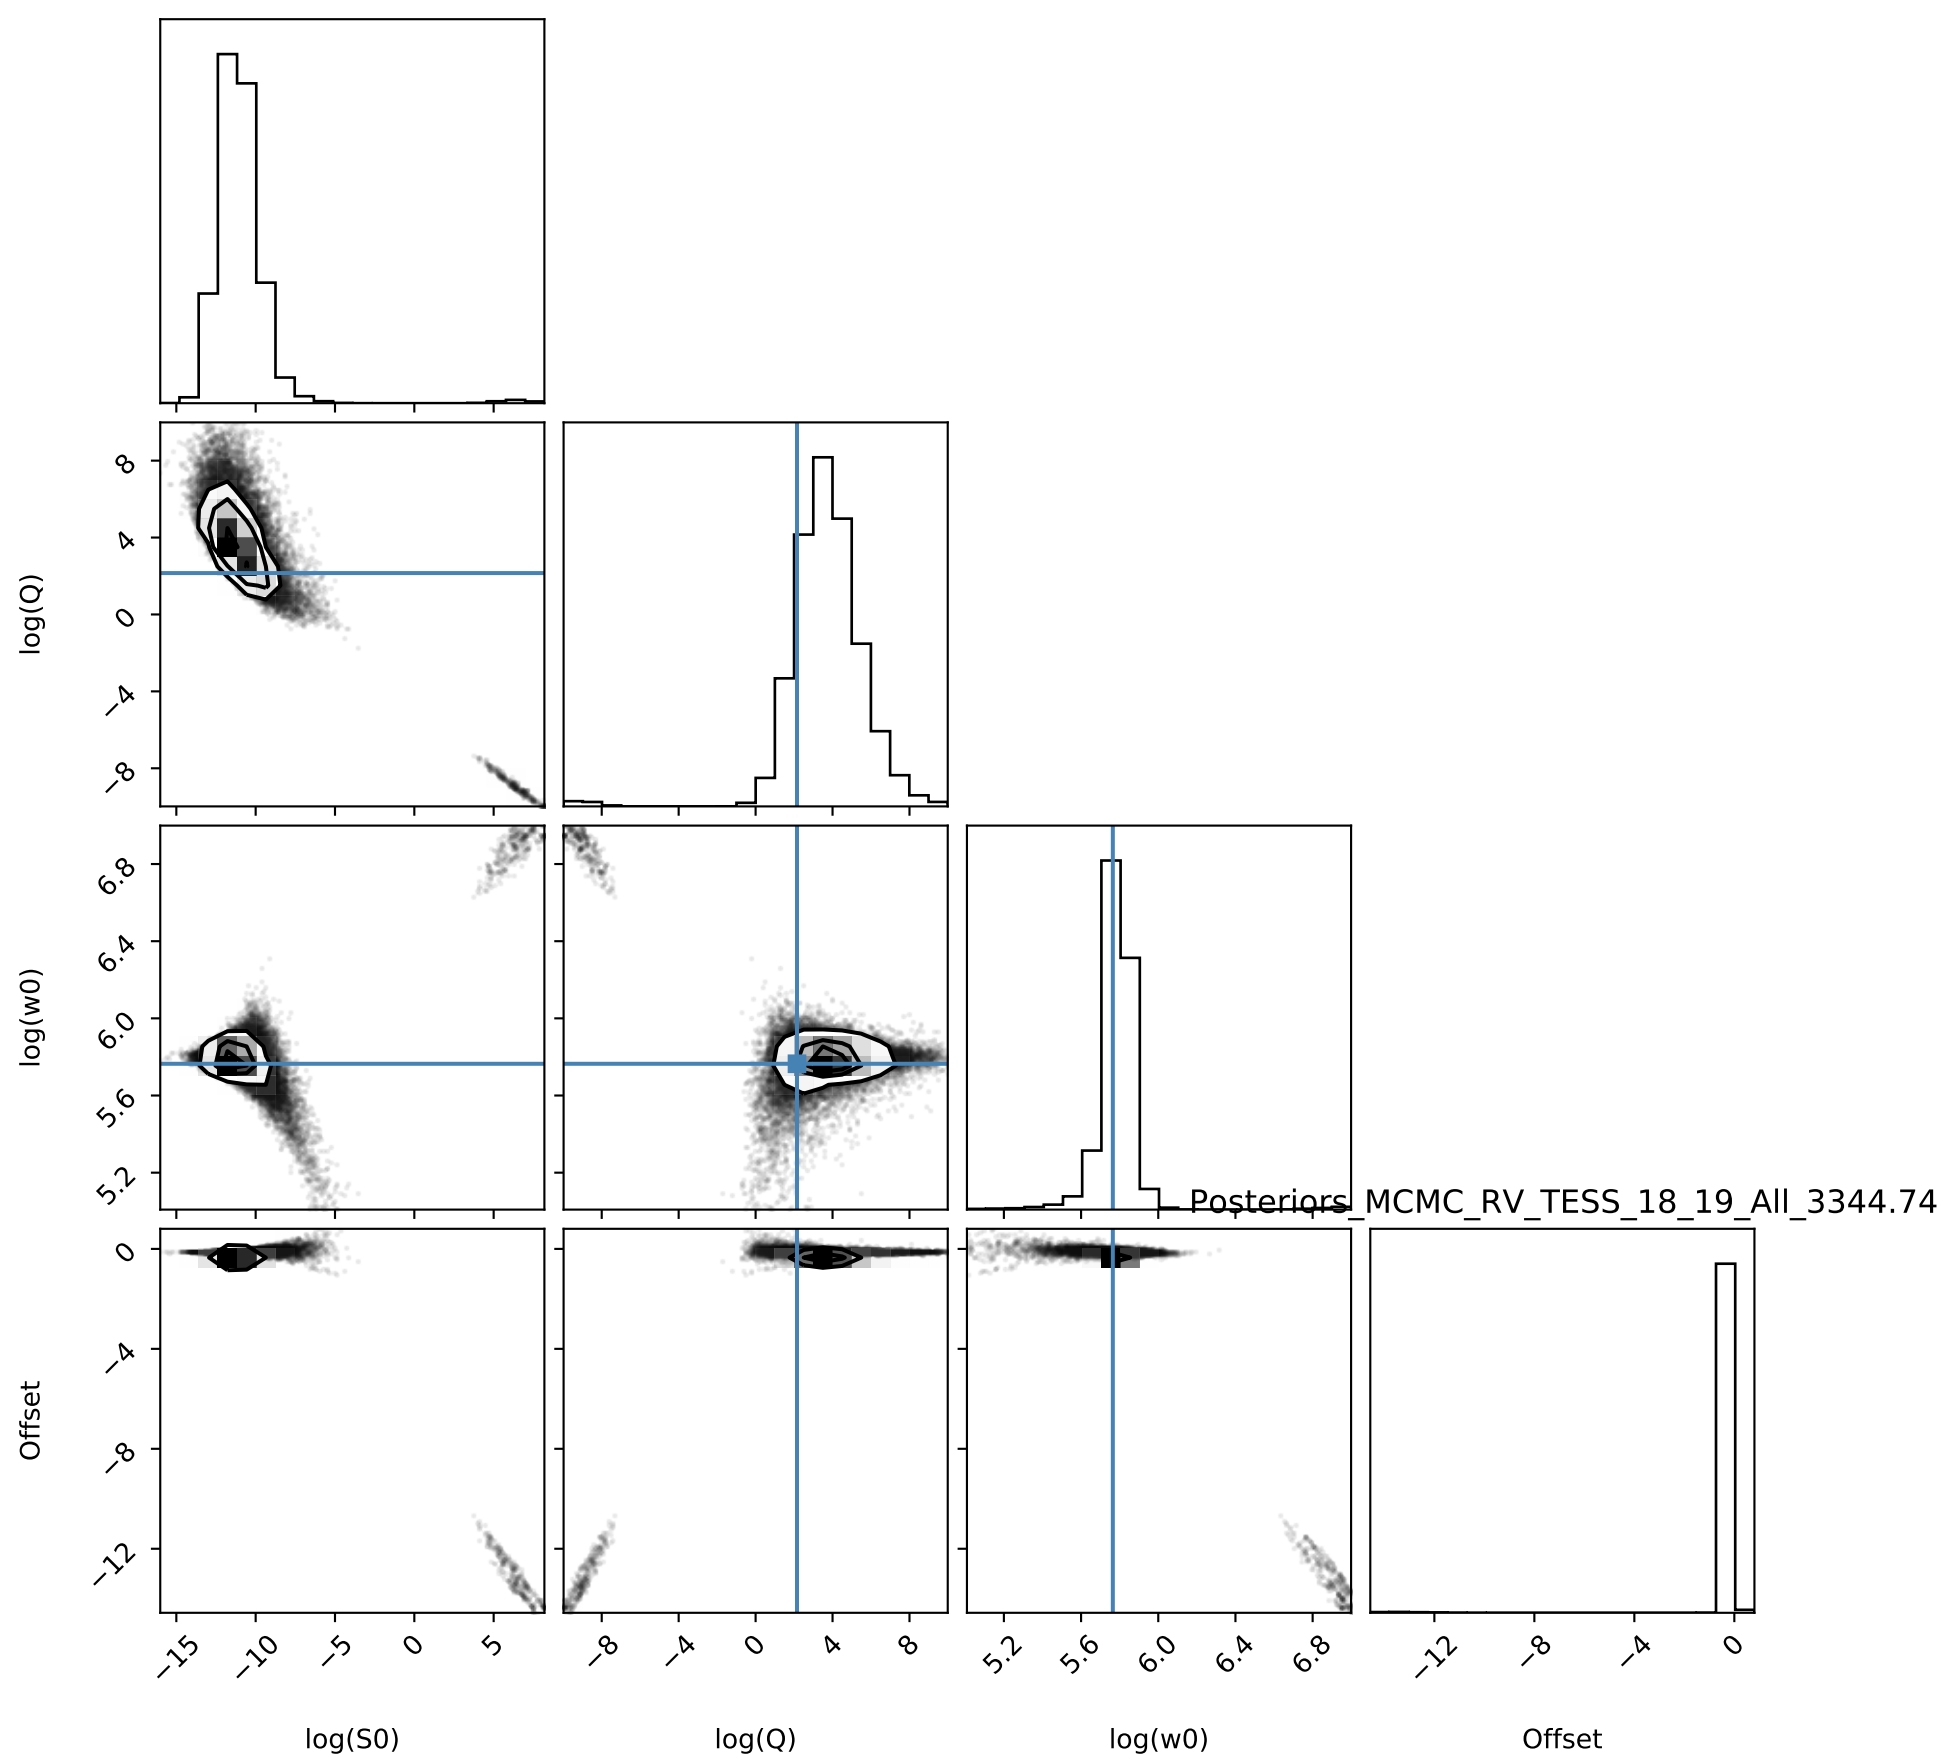 8
4
0
−4
−8
log(Q)
6.8
6.4
6.0
5.6
5.2
log(w0)
Posteriors_MCMC_RV_TESS_18_19_All_3344.74
0
−4
−8
−12
Offset
−15 −10 −5 0 5
−8 −4 0 4 8
5.2 5.6 6.0 6.4 6.8
−12 −8 −4 0
log(S0) log(Q) log(w0) Offset